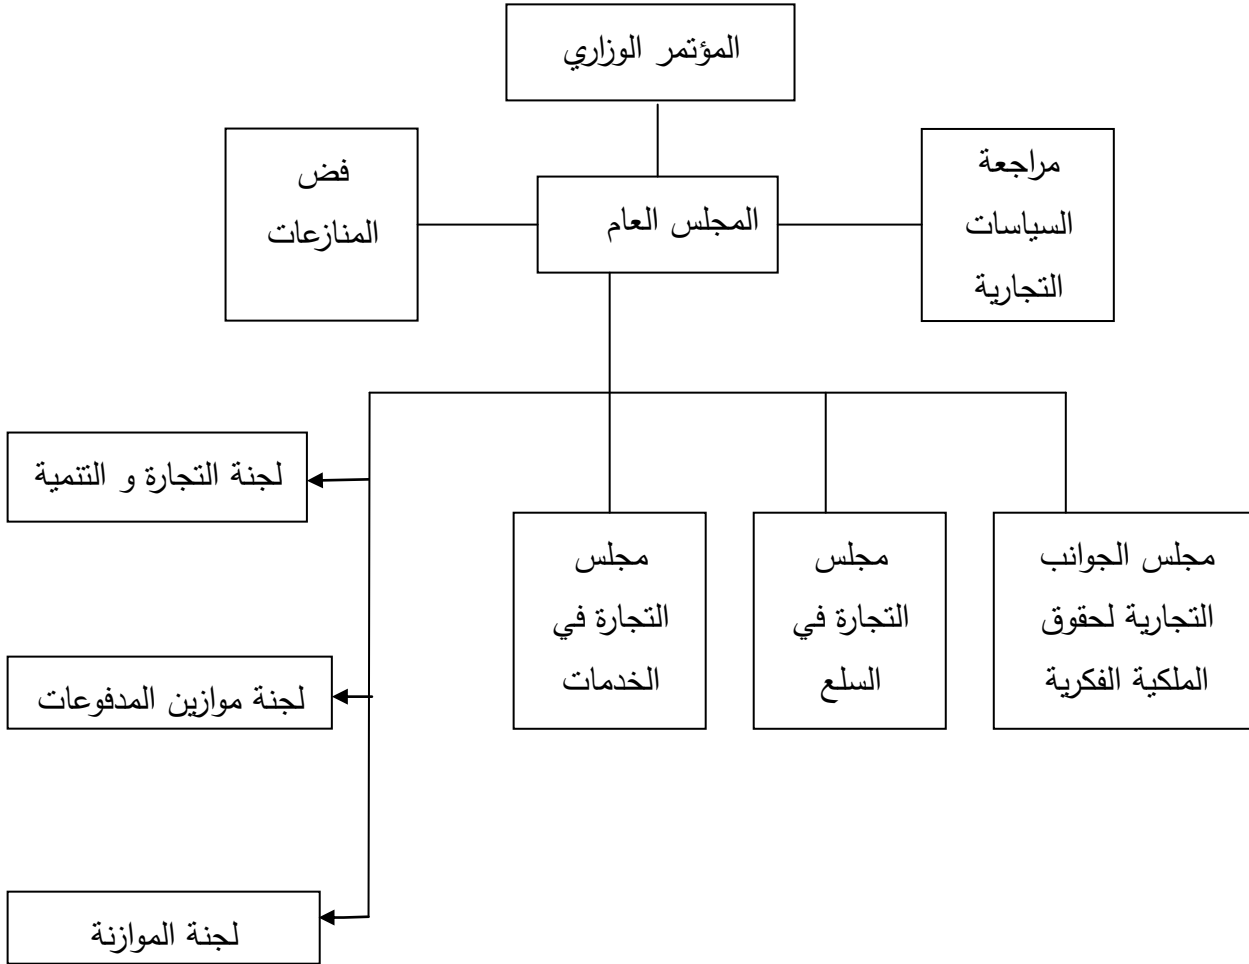 المؤتمر الوزاري
مراجعة
السياسات
التجارية
المجلس العام
فض
المنازعات
لجنة التجارة و التنمية
مجلس الجوانب
التجارية لحقوق
الملكية الفكرية
مجلس
التجارة في
السلع
مجلس
التجارة في
الخدمات
لجنة موازين المدفوعات
لجنة الموازنة